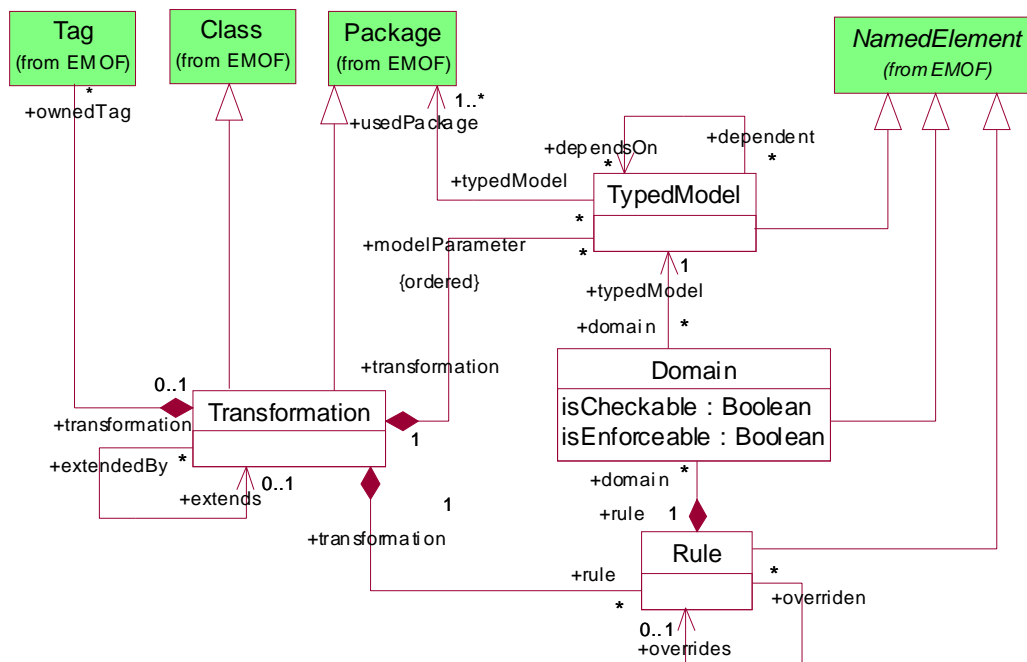 Tag
(from EMOF)
Class
(from EMOF)
Package
(from EMOF)
NamedElement
(from EMOF)
*
+ownedTag
1..*
+usedPackage
+dependsOn
*
+dependent
*
+typedModel
TypedModel
*
+modelParameter
*
{ordered}
1
+typedModel
+domain
*
+transformation
Domain
isCheckable : Boolean
isEnforceable : Boolean
0..1
+transformation
Transformation
1
+extendedBy
*
0..1
+extends
1
+transformation
*
+domain
+rule
1
Rule
+rule
*
*
+overriden
0..1
+overrides